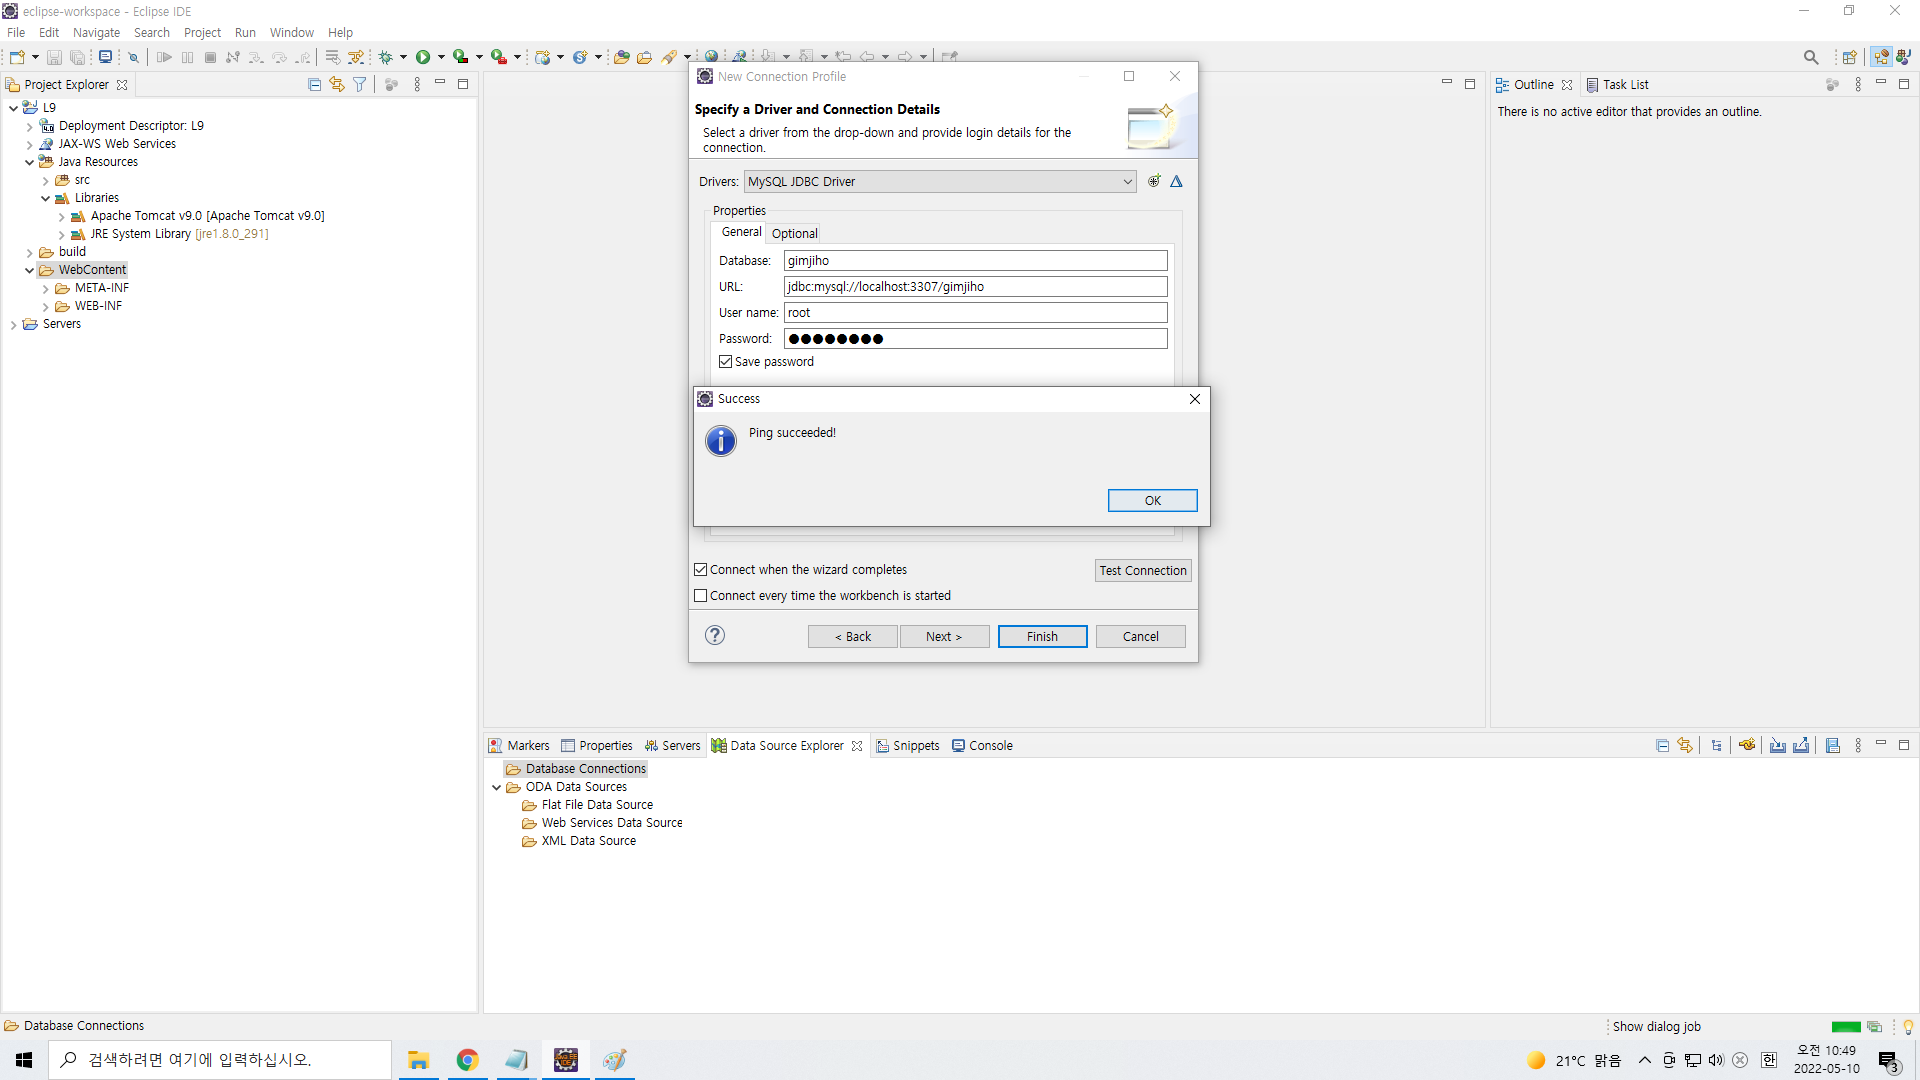 eclipse-workspace - Eclipse IDE
File Edit Navigate Search Project Run Window Help
Project Explorer
L9
Deployment Descriptor: L9
JAX-WS Web Services
Java Resources
src
Libraries
Apache Tomcat v9.0 [Apache Tomcat v9.0]
JRE System Library [jre1.8.0_291]
build
WebContent
META-INF
WEB-INF
Servers
New Connection Profile
Specify a Driver and Connection Details
Select a driver from the drop-down and provide login details for the
connection.
Drivers: MySQL JDBC Driver
Properties
General Optional
Database: gimjiho
URL: jdbc:mysql://localhost:3307/gimjiho
User name: root
Password: ●●●●●●●●
Save password
Success
Ping succeeded!
OK
Connect when the wizard completes
Test Connection
Connect every time the workbench is started
< Back Next > Finish Cancel
Outline Task List
There is no active editor that provides an outline.
Markers Properties Servers Data Source Explorer Snippets Console
Database Connections
ODA Data Sources
Flat File Data Source
Web Services Data Source
XML Data Source
Database Connections
Show dialog job
검색하려면 여기에 입력하십시오.
21°C 맑음
한
오전 10:49
2022-05-10
3